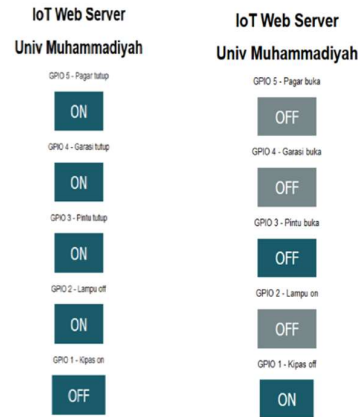 IoT Web Server
Univ Muhammadiyah
GPIO 5 - Pagar tutup
ON
GPIO 4 - Garasi tutup
ON
GPIO 3 - Pintu tutup
ON
GPIO 2 - Lampu off
ON
GPIO 1 - Kipas on
OFF
IoT Web Server
Univ Muhammadiyah
GPIO 5 - Pagar buka
OFF
GPIO 4 - Garasi buka
OFF
GPIO 3 - Pintu buka
OFF
GPIO 2 - Lampu on
OFF
GPIO 1 - Kipas off
ON